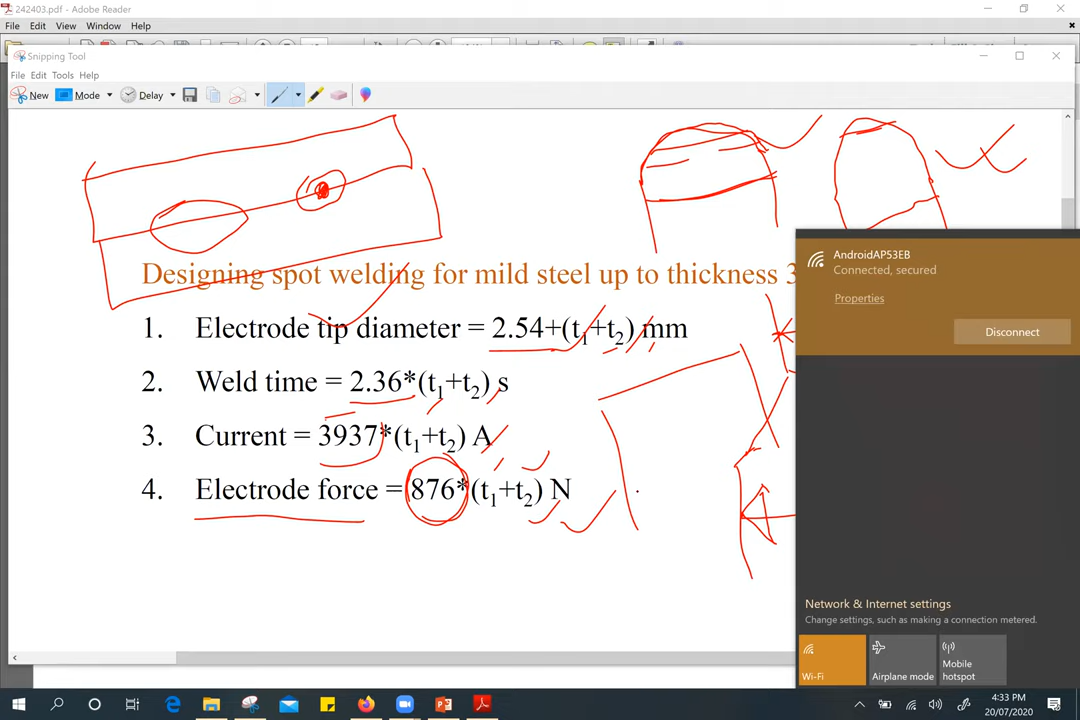 242403.pdf - Adobe Reader
File Edit View Window Help
Snipping Tool
File Edit Tools Help
New Mode Delay
Designing spot welding for mild steel up to thickness 3
1. Electrode tip diameter = 2.54+(t1+t2) mm
2. Weld time = 2.36*(t1+t2) s
3. Current = 3937*(t1+t2) A
4. Electrode force = 876*(t1+t2) N
AndroidAP53EB
Connected, secured
Properties
Disconnect
Network & Internet settings
Change settings, such as making a connection metered.
Wi-Fi
Airplane mode
Mobile hotspot
4:33 PM
20/07/2020